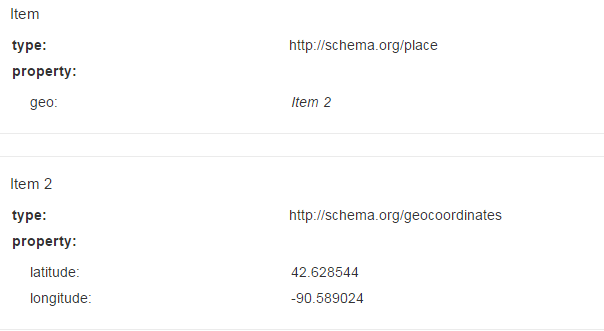 Item
type: http://schema.org/place
property:
geo: Item 2
Item 2
type: http://schema.org/geocoordinates
property:
latitude: 42.628544
longitude: -90.589024